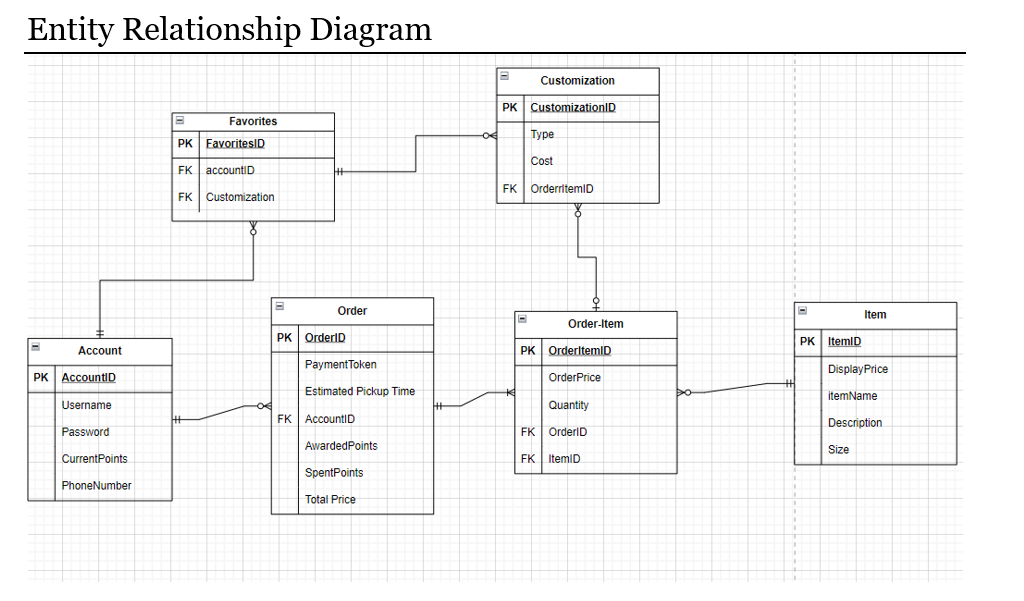 Entity Relationship Diagram
Customization
PK CustomizationID
Type
Cost
FK OrderrItemID
Favorites
PK FavoritesID
FK accountID
FK Customization
Account
PK AccountID
Username
Password
CurrentPoints
PhoneNumber
Order
PK OrderID
PaymentToken
Estimated Pickup Time
FK AccountID
AwardedPoints
SpentPoints
Total Price
Order-Item
PK OrderItemID
OrderPrice
Quantity
FK OrderID
FK ItemID
Item
PK ItemID
DisplayPrice
itemName
Description
Size